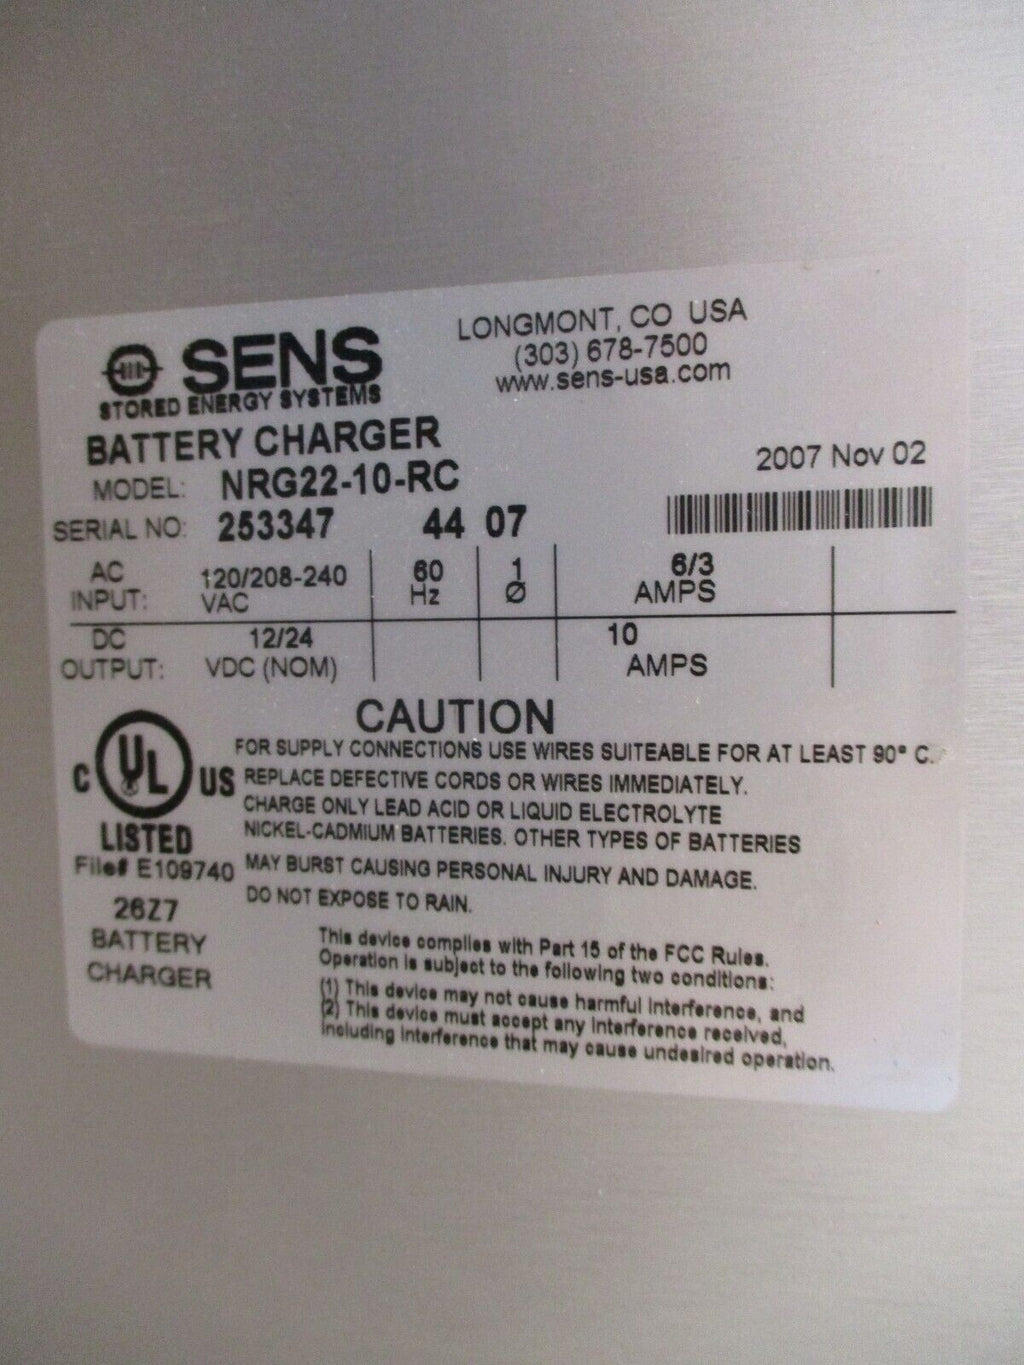 SENS
STORED ENERGY SYSTEMS
LONGMONT, CO USA
(303) 678-7500
www.sens-usa.com
BATTERY CHARGER
2007 Nov 02
MODEL: NRG22-10-RC
SERIAL NO: 253347 44 07
AC INPUT: 120/208-240 VAC 60 Hz 1 Ø 6/3 AMPS
DC OUTPUT: 12/24 VDC (NOM) 10 AMPS
CAUTION
FOR SUPPLY CONNECTIONS USE WIRES SUITEABLE FOR AT LEAST 90° C.
REPLACE DEFECTIVE CORDS OR WIRES IMMEDIATELY.
CHARGE ONLY LEAD ACID OR LIQUID ELECTROLYTE
NICKEL-CADMIUM BATTERIES. OTHER TYPES OF BATTERIES
MAY BURST CAUSING PERSONAL INJURY AND DAMAGE.
DO NOT EXPOSE TO RAIN.
C UL US
LISTED
File# E109740
26Z7
BATTERY
CHARGER
This device complies with Part 15 of the FCC Rules.
Operation is subject to the following two conditions:
(1) This device may not cause harmful interference, and
(2) This device must accept any interference received,
including interference that may cause undesired operation.